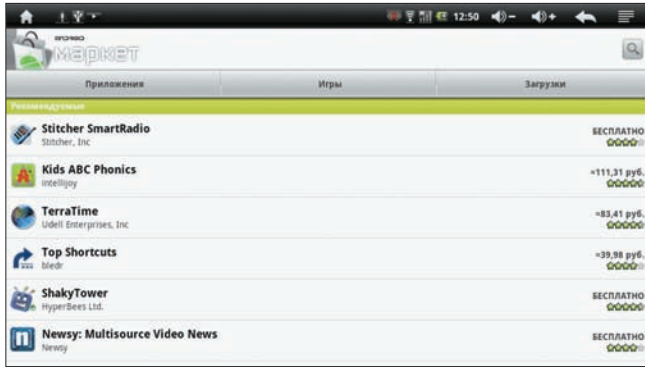 12:50
android
маркет
Приложения Игры Загрузки
Рекомендуемые
Stitcher SmartRadio БЕСПЛАТНО
Stitcher, Inc
Kids ABC Phonics ≈111,31 руб.
intellijoy
TerraTime ≈83,41 руб.
Udell Enterprises, Inc
Top Shortcuts ≈39,98 руб.
bledr
ShakyTower БЕСПЛАТНО
HyperBees Ltd.
Newsy: Multisource Video News БЕСПЛАТНО
Newsy